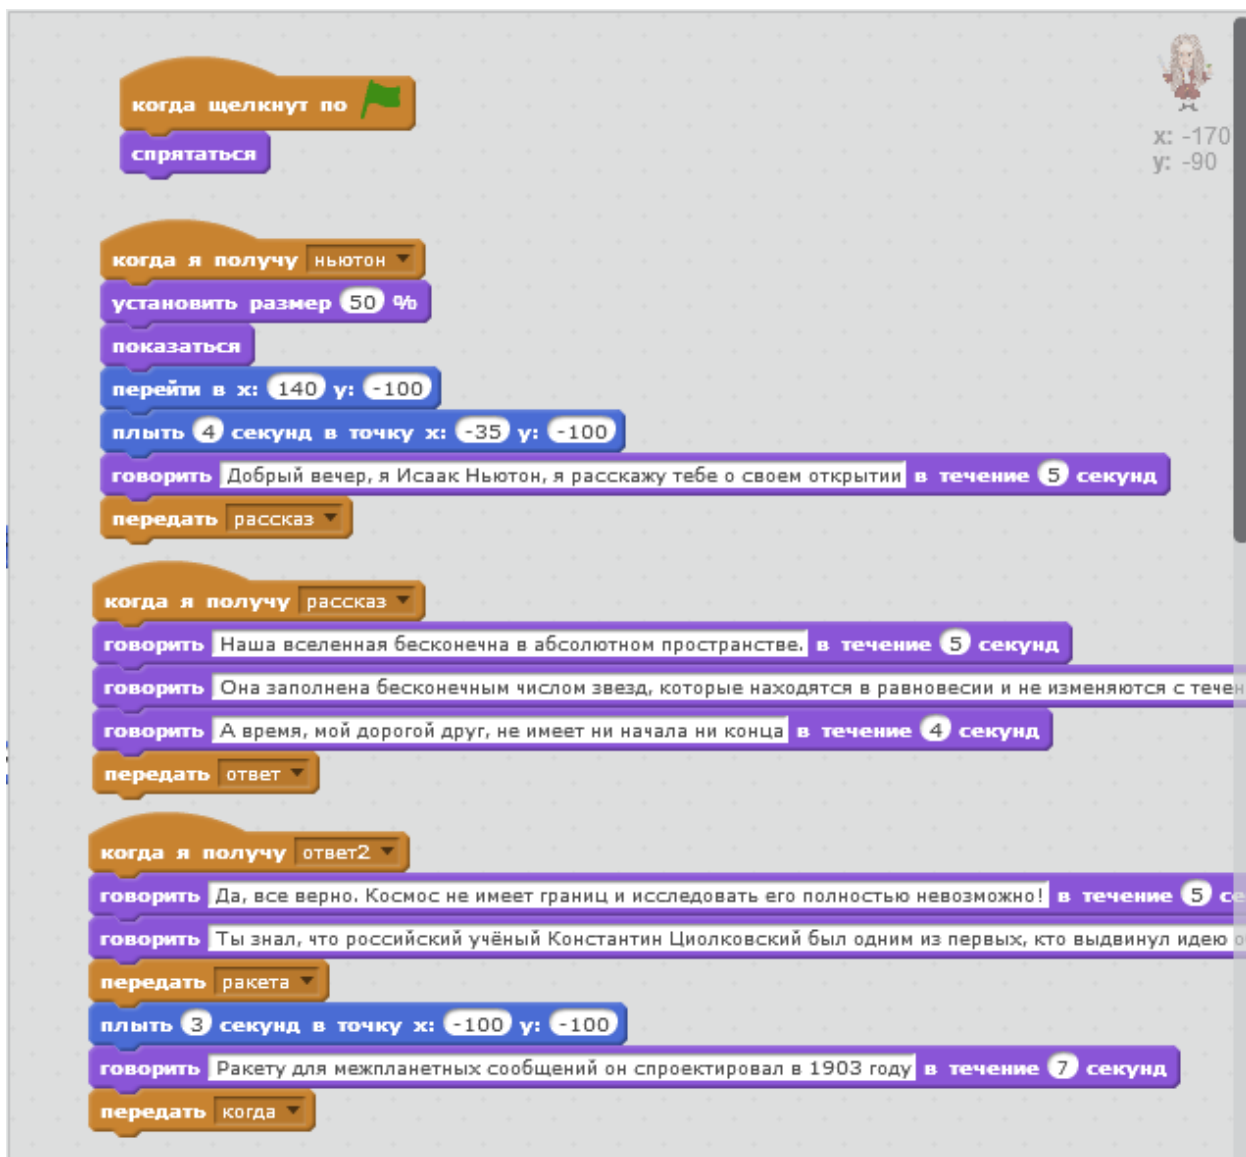 когда щелкнут по
спрятаться
x: -170
y: -90
когда я получу ньютон
установить размер 50 %
показаться
перейти в x: 140 y: -100
плыть 4 секунд в точку x: -35 y: -100
говорить Добрый вечер, я Исаак Ньютон, я расскажу тебе о своем открытии в течение 5 секунд
передать рассказ
когда я получу рассказ
говорить Наша вселенная бесконечна в абсолютном пространстве. в течение 5 секунд
говорить Она заполнена бесконечным числом звезд, которые находятся в равновесии и не изменяются с
говорить А время, мой дорогой друг, не имеет ни начала ни конца в течение 4 секунд
передать ответ
когда я получу ответ2
говорить Да, все верно. Космос не имеет границ и исследовать его полностью невозможно! в течение 5
говорить Ты знал, что российский учёный Константин Циолковский был одним из первых, кто выдвинул идею
передать ракета
плыть 3 секунд в точку x: -100 y: -100
говорить Ракету для межпланетных сообщений он спроектировал в 1903 году в течение 7 секунд
передать когда